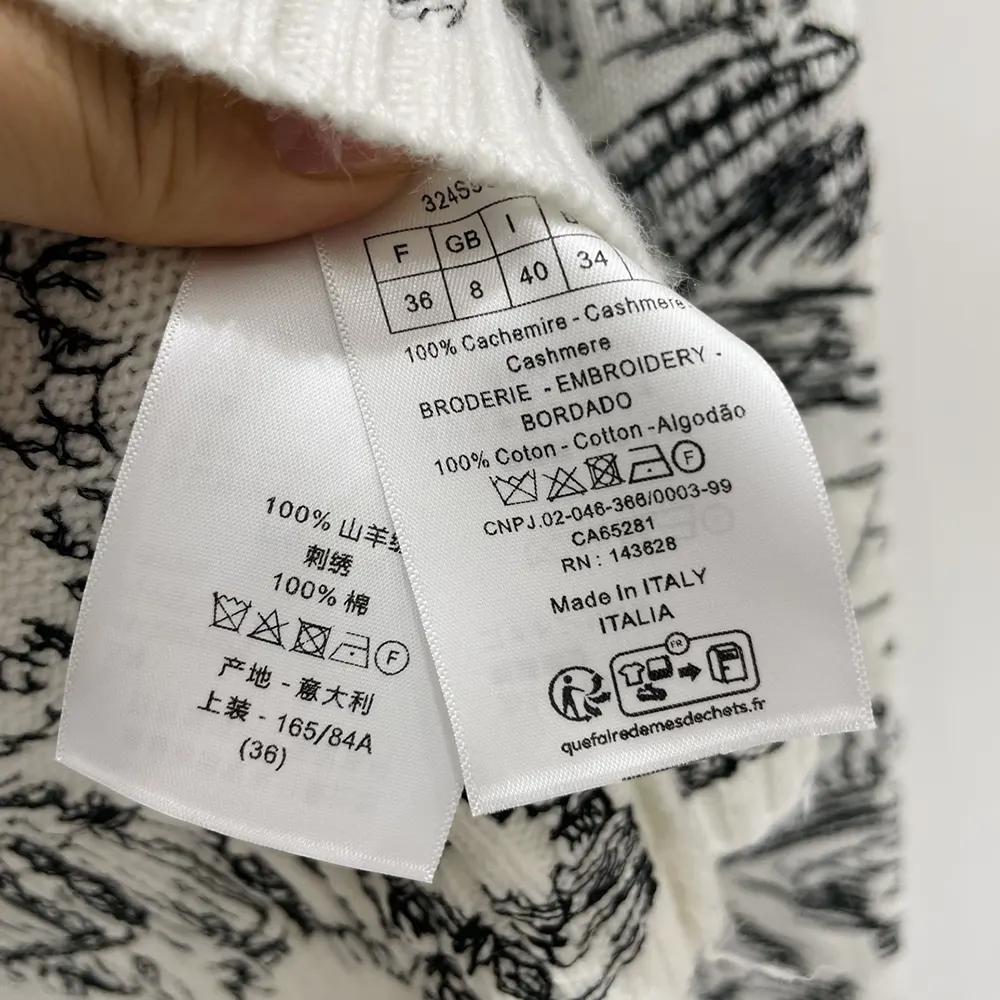 F GB I
36 8 40 34
100% Cachemire - Cashmere
Cashmere
BRODERIE - EMBROIDERY -
BORDADO
100% Coton - Cotton - Algodão
F
CNPJ.02-046-366/0003-99
CA65281
RN : 143628
Made In ITALY
ITALIA
FR
quefairedemesdechets.fr
100% 山羊绒
刺绣
100% 棉
F
产地 - 意大利
上装 - 165/84A
(36)